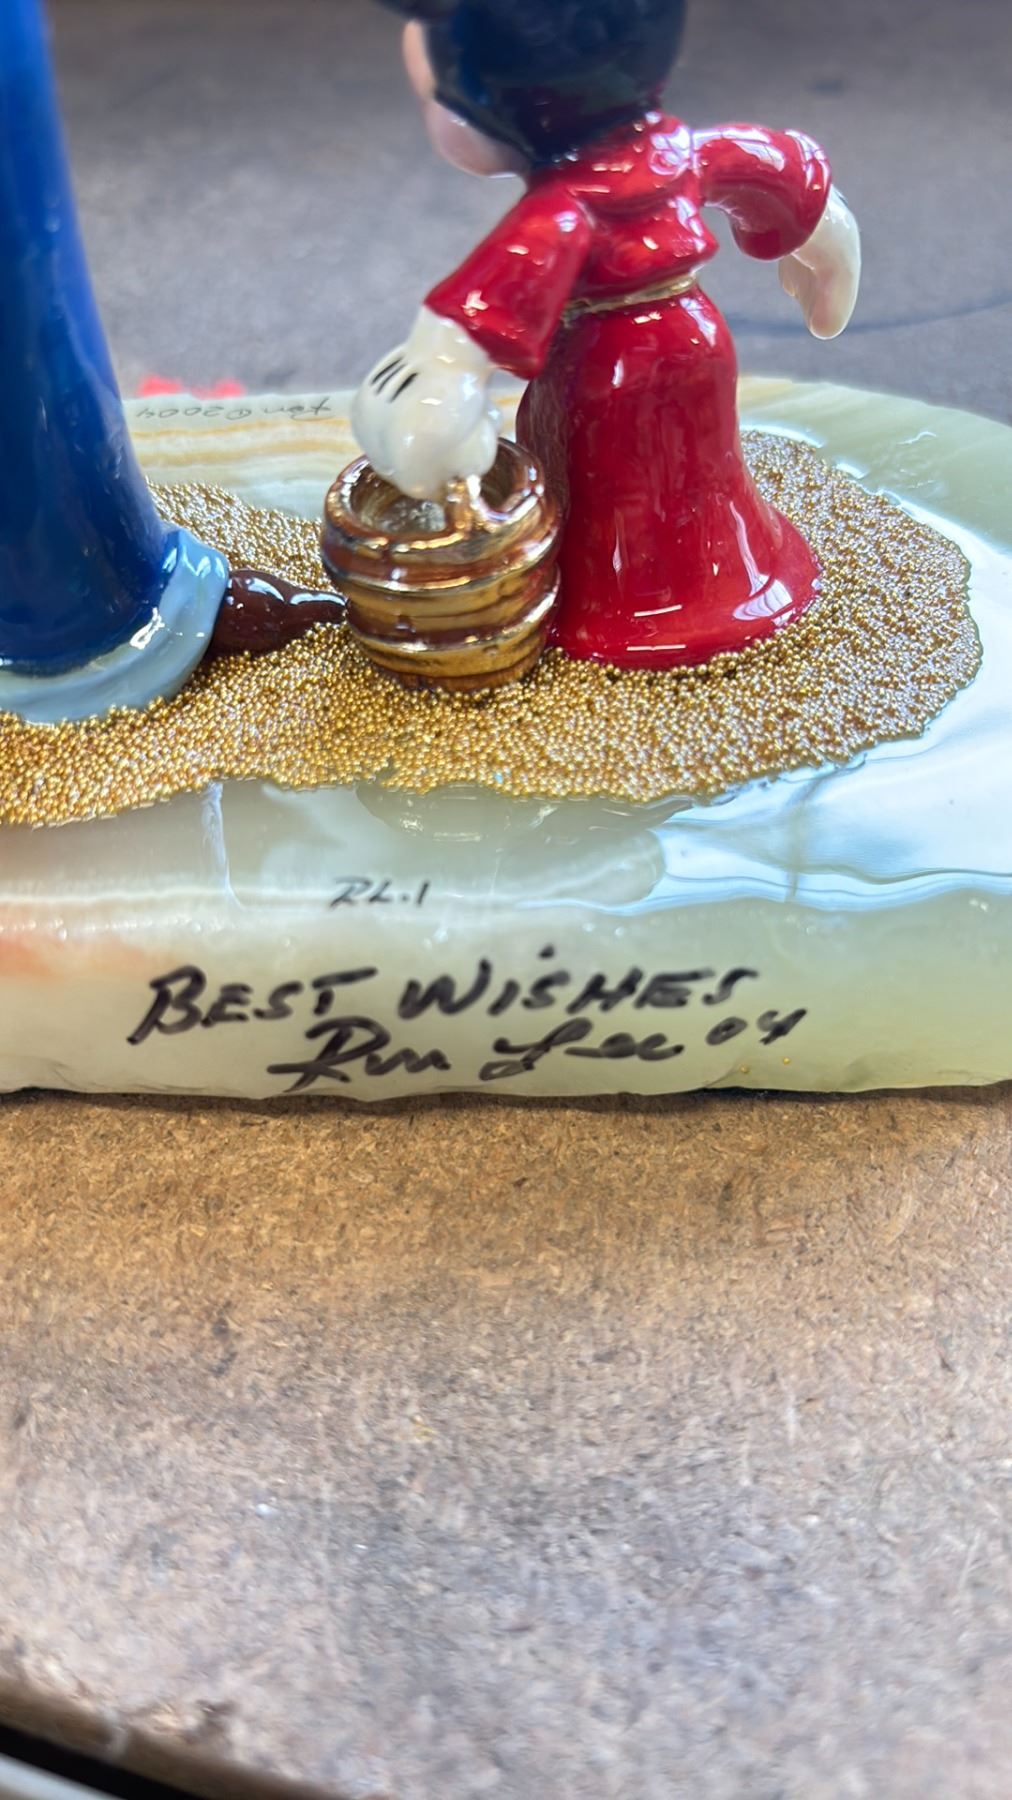 Ron © 2004
RL.1
BEST WISHES
Ron Lee 04